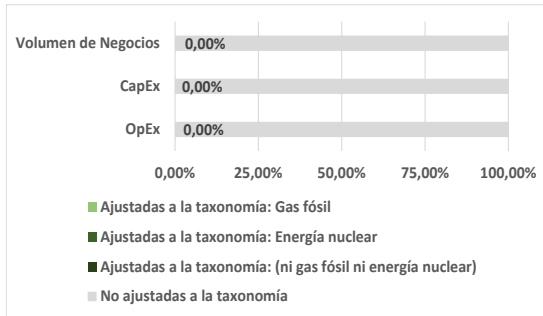 Volumen de Negocios 0,00%
CapEx 0,00%
OpEx 0,00%
0,00% 25,00% 50,00% 75,00% 100,00%
Ajustadas a la taxonomía: Gas fósil
Ajustadas a la taxonomía: Energía nuclear
Ajustadas a la taxonomía: (ni gas fósil ni energía nuclear)
No ajustadas a la taxonomía